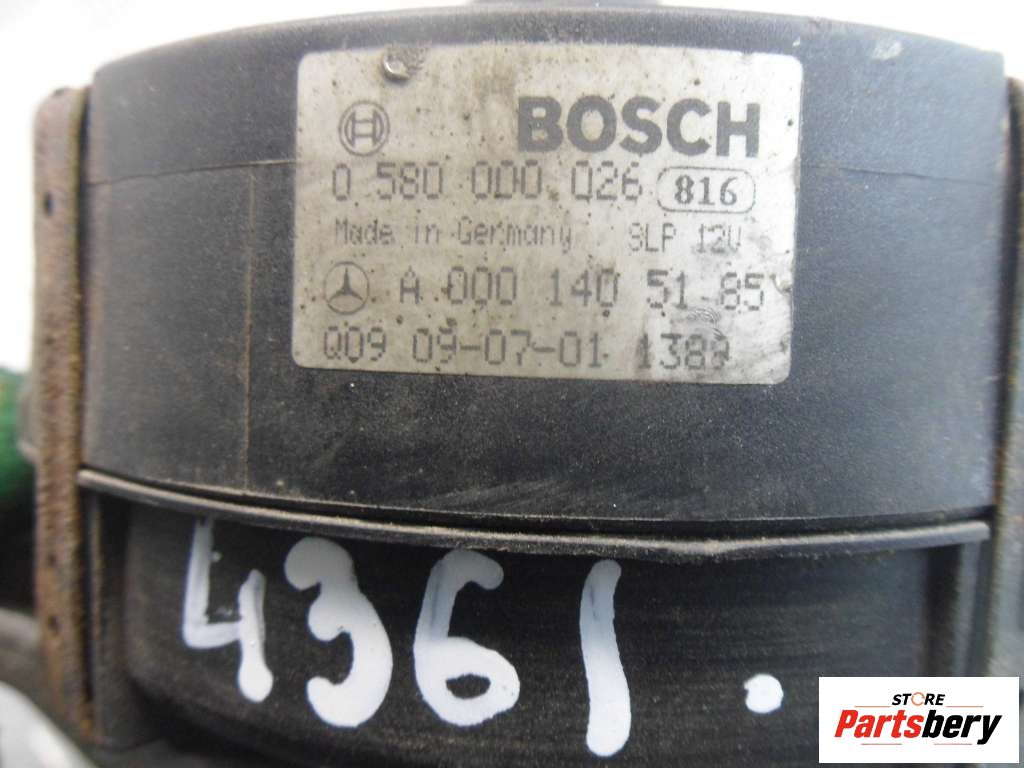 BOSCH
0 580 000 026 816
Made in Germany SLP 12V
A 000 140 51 85
Q09 09-07-01 1389
4361.
STORE
Partsbery